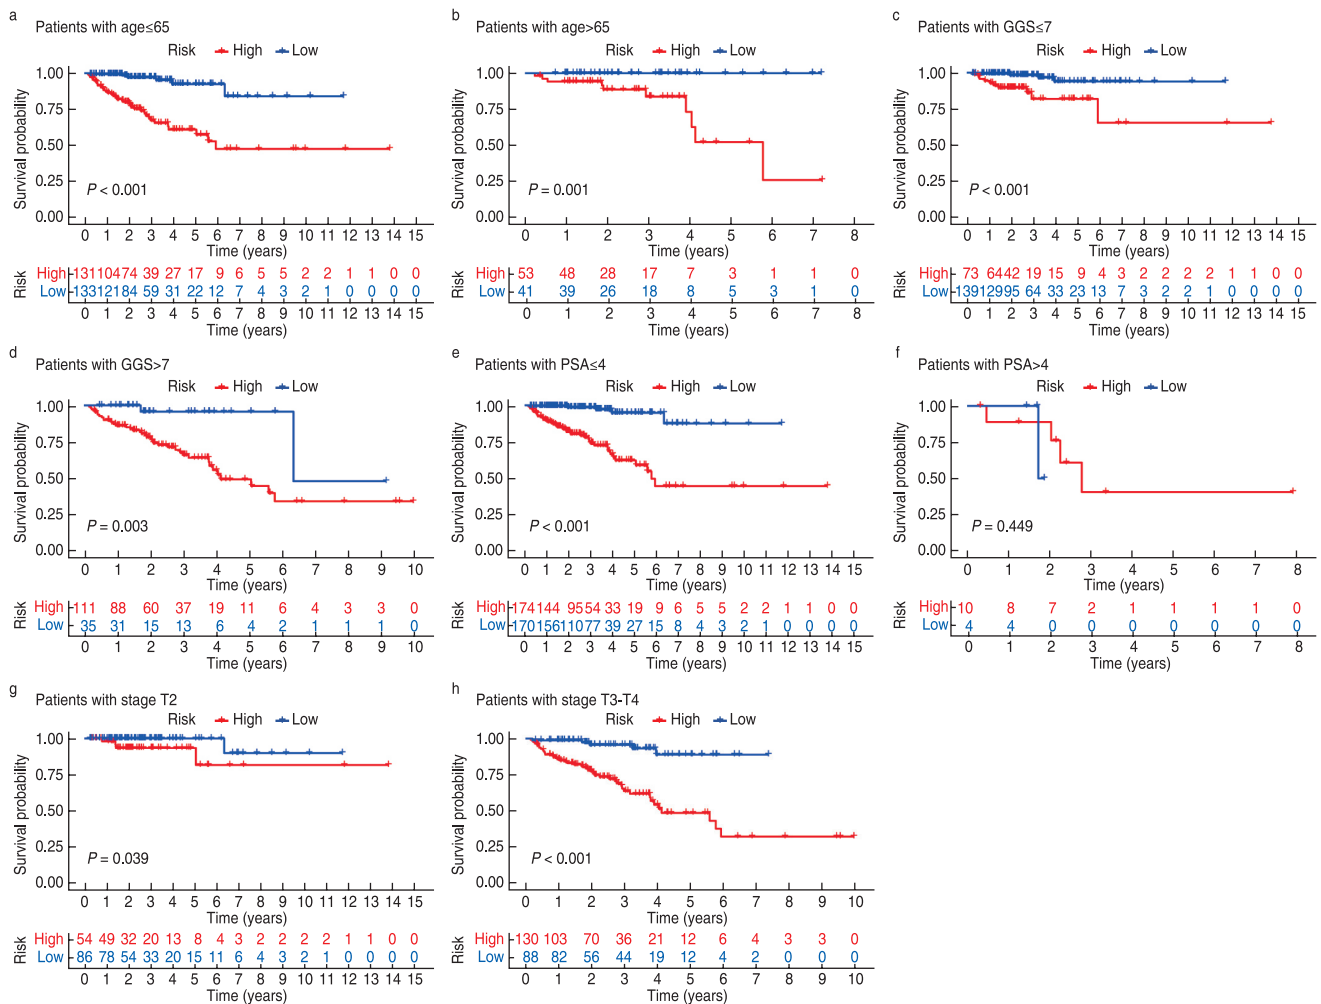 a
Patients with age≤65
Risk High Low
Survival probability
1.00
0.75
0.50
0.25
0.00
P < 0.001
0 1 2 3 4 5 6 7 8 9 10 11 12 13 14 15
Time (years)
Risk
High 131 104 74 39 27 17 9 6 5 5 2 2 1 1 0 0
Low 133 121 84 59 31 22 12 7 4 3 2 1 0 0 0 0
0 1 2 3 4 5 6 7 8 9 10 11 12 13 14 15
Time (years)
b
Patients with age>65
Risk High Low
Survival probability
1.00
0.75
0.50
0.25
0.00
P = 0.001
0 1 2 3 4 5 6 7 8
Time (years)
Risk
High 53 48 28 17 7 3 1 1 0
Low 41 39 26 18 8 5 3 1 0
0 1 2 3 4 5 6 7 8
Time (years)
c
Patients with GGS≤7
Risk High Low
Survival probability
1.00
0.75
0.50
0.25
0.00
P < 0.001
0 1 2 3 4 5 6 7 8 9 10 11 12 13 14 15
Time (years)
Risk
High 73 64 42 19 15 9 4 3 2 2 2 2 1 1 0 0
Low 139 129 95 64 33 23 13 7 3 2 2 1 0 0 0 0
0 1 2 3 4 5 6 7 8 9 10 11 12 13 14 15
Time (years)
d
Patients with GGS>7
Risk High Low
Survival probability
1.00
0.75
0.50
0.25
0.00
P = 0.003
0 1 2 3 4 5 6 7 8 9 10
Time (years)
Risk
High 111 88 60 37 19 11 6 4 3 3 0
Low 35 31 15 13 6 4 2 1 1 1 0
0 1 2 3 4 5 6 7 8 9 10
Time (years)
e
Patients with PSA≤4
Risk High Low
Survival probability
1.00
0.75
0.50
0.25
0.00
P < 0.001
0 1 2 3 4 5 6 7 8 9 10 11 12 13 14 15
Time (years)
Risk
High 174 144 95 54 33 19 9 6 5 5 2 2 1 1 0 0
Low 170 156 110 77 39 27 15 8 4 3 2 1 0 0 0 0
0 1 2 3 4 5 6 7 8 9 10 11 12 13 14 15
Time (years)
f
Patients with PSA>4
Risk High Low
Survival probability
1.00
0.75
0.50
0.25
0.00
P = 0.449
0 1 2 3 4 5 6 7 8
Time (years)
Risk
High 10 8 7 2 1 1 1 1 0
Low 4 4 0 0 0 0 0 0 0
0 1 2 3 4 5 6 7 8
Time (years)
g
Patients with stage T2
Risk High Low
Survival probability
1.00
0.75
0.50
0.25
0.00
P = 0.039
0 1 2 3 4 5 6 7 8 9 10 11 12 13 14 15
Time (years)
Risk
High 54 49 32 20 13 8 4 3 2 2 2 2 1 1 0 0
Low 86 78 54 33 20 15 11 6 4 3 2 1 0 0 0 0
0 1 2 3 4 5 6 7 8 9 10 11 12 13 14 15
Time (years)
h
Patients with stage T3-T4
Risk High Low
Survival probability
1.00
0.75
0.50
0.25
0.00
P < 0.001
0 1 2 3 4 5 6 7 8 9 10
Time (years)
Risk
High 130 103 70 36 21 12 6 4 3 3 0
Low 88 82 56 44 19 12 4 2 0 0 0
0 1 2 3 4 5 6 7 8 9 10
Time (years)